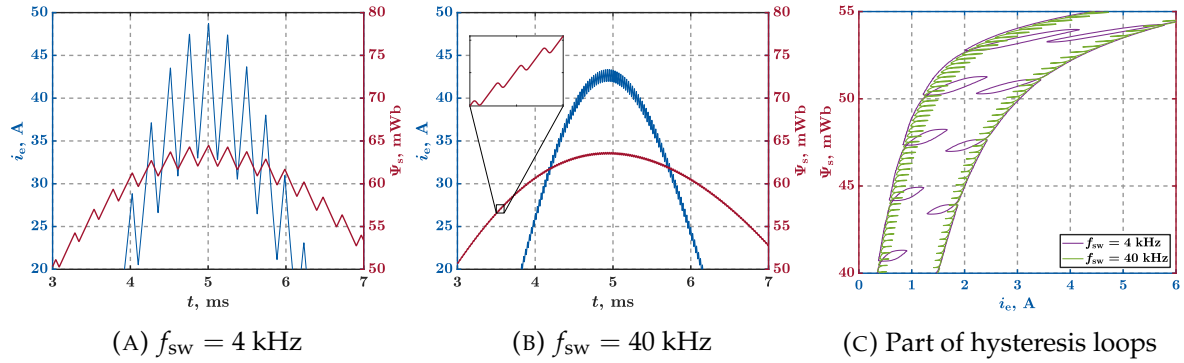 50
45
40
35
30
25
20
i_e, A
80
75
70
65
60
55
50
Ψ_s, mWb
3 4 5 6 7
t, ms
(A) f_sw = 4 kHz
50
45
40
35
30
25
20
i_e, A
80
75
70
65
60
55
50
Ψ_s, mWb
3 4 5 6 7
t, ms
(B) f_sw = 40 kHz
55
50
45
40
Ψ_s, mWb
f_sw = 4 kHz
f_sw = 40 kHz
0 1 2 3 4 5 6
i_e, A
(C) Part of hysteresis loops